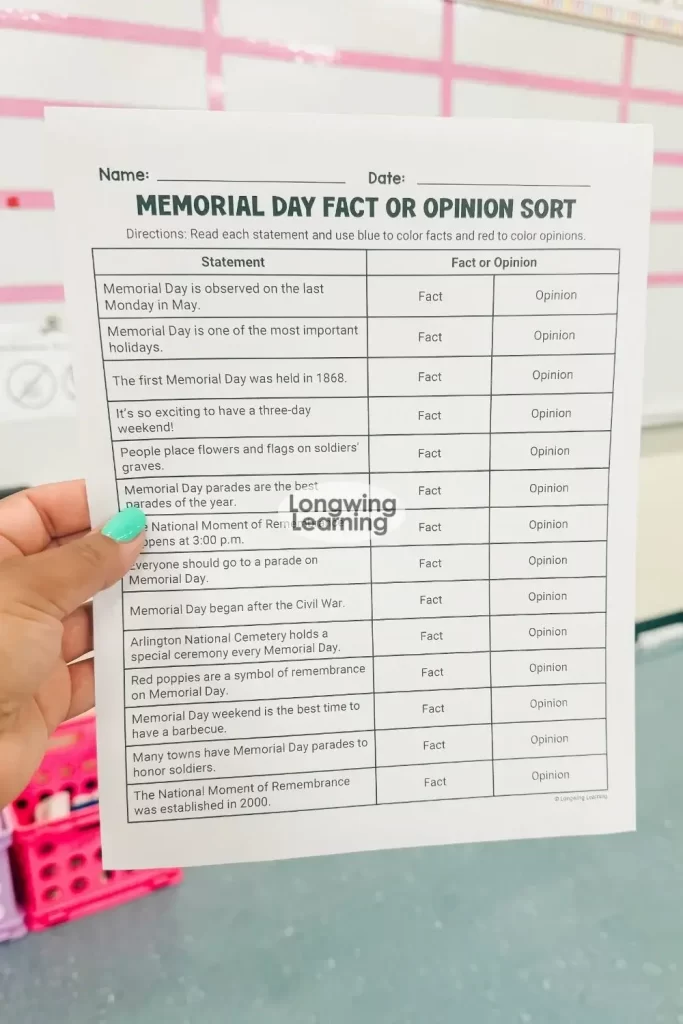 Name: Date:
MEMORIAL DAY FACT OR OPINION SORT
Directions: Read each statement and use blue to color facts and red to color opinions.
Statement Fact or Opinion
Memorial Day is observed on the last
Monday in May.
Fact Opinion
Memorial Day is one of the most important
holidays.
Fact Opinion
The first Memorial Day was held in 1868. Fact Opinion
It's so exciting to have a three-day
weekend!
Fact Opinion
People place flowers and flags on soldiers'
graves.
Fact Opinion
Memorial Day parades are the best
parades of the year.
Fact Opinion
National Moment of Remembrance
at 3:00 p.m.
Fact Opinion
Longwing
Learning
Everyone should go to a parade on
Memorial Day.
Fact Opinion
Memorial Day began after the Civil War. Fact Opinion
Arlington National Cemetery holds a
special ceremony every Memorial Day.
Fact Opinion
Red poppies are a symbol of remembrance
on Memorial Day.
Fact Opinion
Memorial Day weekend is the best time to
have a barbecue.
Fact Opinion
Many towns have Memorial Day parades to
honor soldiers.
Fact Opinion
The National Moment of Remembrance
was established in 2000.
Fact Opinion
© Longwing Learning